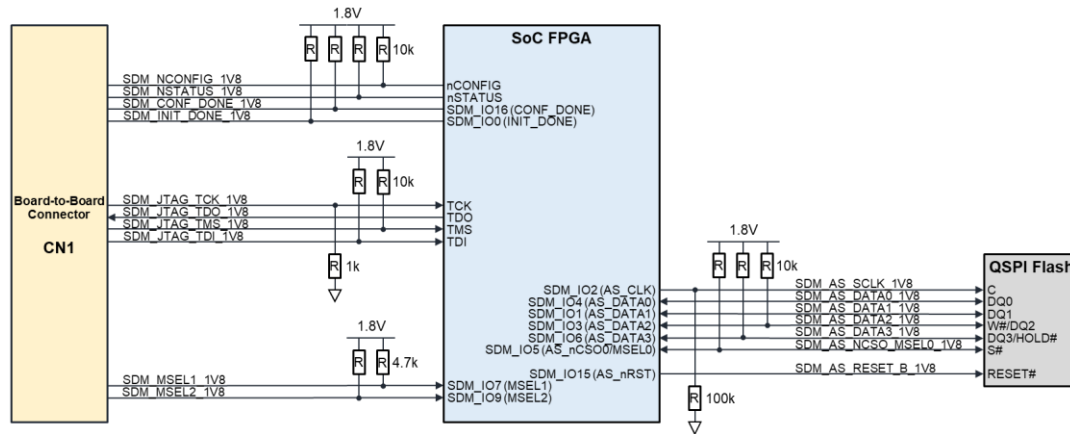 1.8V
R R R R 10k
SoC FPGA
SDM_NCONFIG_1V8
nCONFIG
SDM_NSTATUS_1V8
nSTATUS
SDM_CONF_DONE_1V8
SDM_IO16 (CONF_DONE)
SDM_INIT_DONE_1V8
SDM_IO0 (INIT_DONE)
1.8V
R R 10k
Board-to-Board
Connector
CN1
SDM_JTAG_TCK_1V8
TCK
SDM_JTAG_TDO_1V8
TDO
SDM_JTAG_TMS_1V8
TMS
SDM_JTAG_TDI_1V8
TDI
R 1k
1.8V
R R R 10k
QSPI Flash
SDM_IO2 (AS_CLK)
SDM_AS_SCLK_1V8
C
SDM_IO4 (AS_DATA0)
SDM_AS_DATA0_1V8
DQ0
SDM_IO1 (AS_DATA1)
SDM_AS_DATA1_1V8
DQ1
SDM_IO3 (AS_DATA2)
SDM_AS_DATA2_1V8
W#/DQ2
SDM_IO6 (AS_DATA3)
SDM_AS_DATA3_1V8
DQ3/HOLD#
SDM_IO5 (AS_nCSO0/MSEL0)
SDM_AS_NCSO_MSEL0_1V8
S#
SDM_IO15 (AS_nRST)
SDM_AS_RESET_B_1V8
RESET#
R 100k
1.8V
R R 4.7k
SDM_MSEL1_1V8
SDM_IO7 (MSEL1)
SDM_MSEL2_1V8
SDM_IO9 (MSEL2)